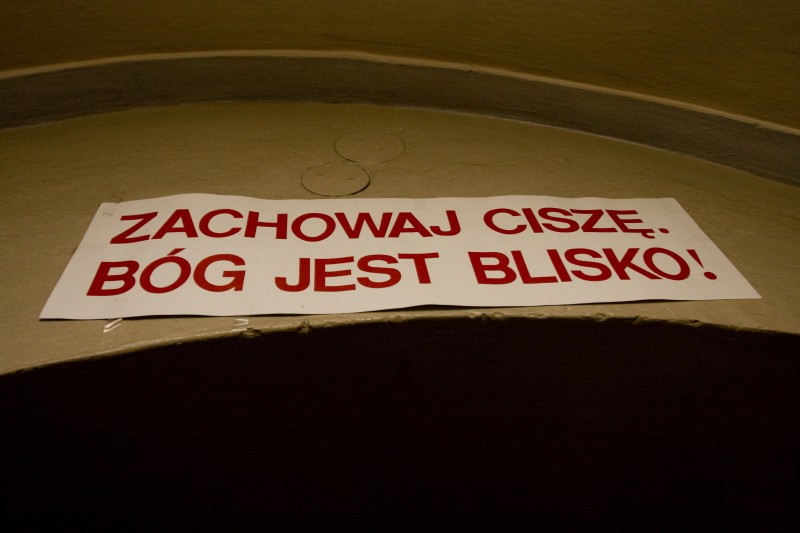 ZACHOWAJ CISZĘ.
BÓG JEST BLISKO!